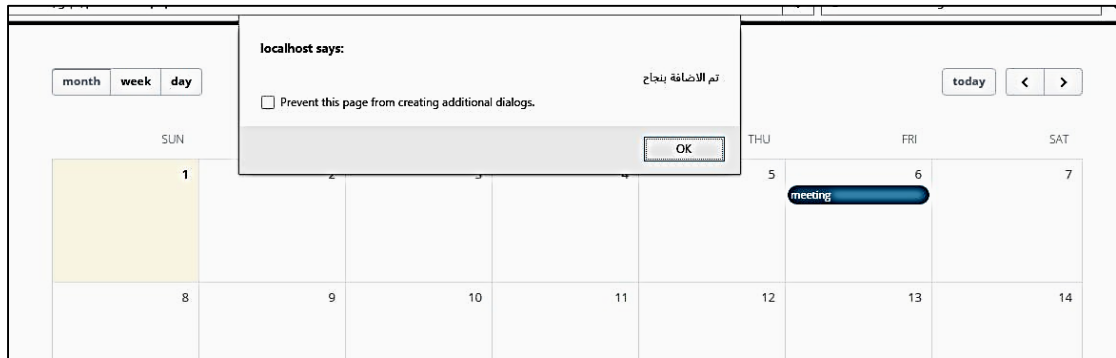 localhost says:
تم الاضافة بنجاح
Prevent this page from creating additional dialogs.
OK
month week day
today
SUN THU FRI SAT
1 5 6 7
meeting
8 9 10 11 12 13 14